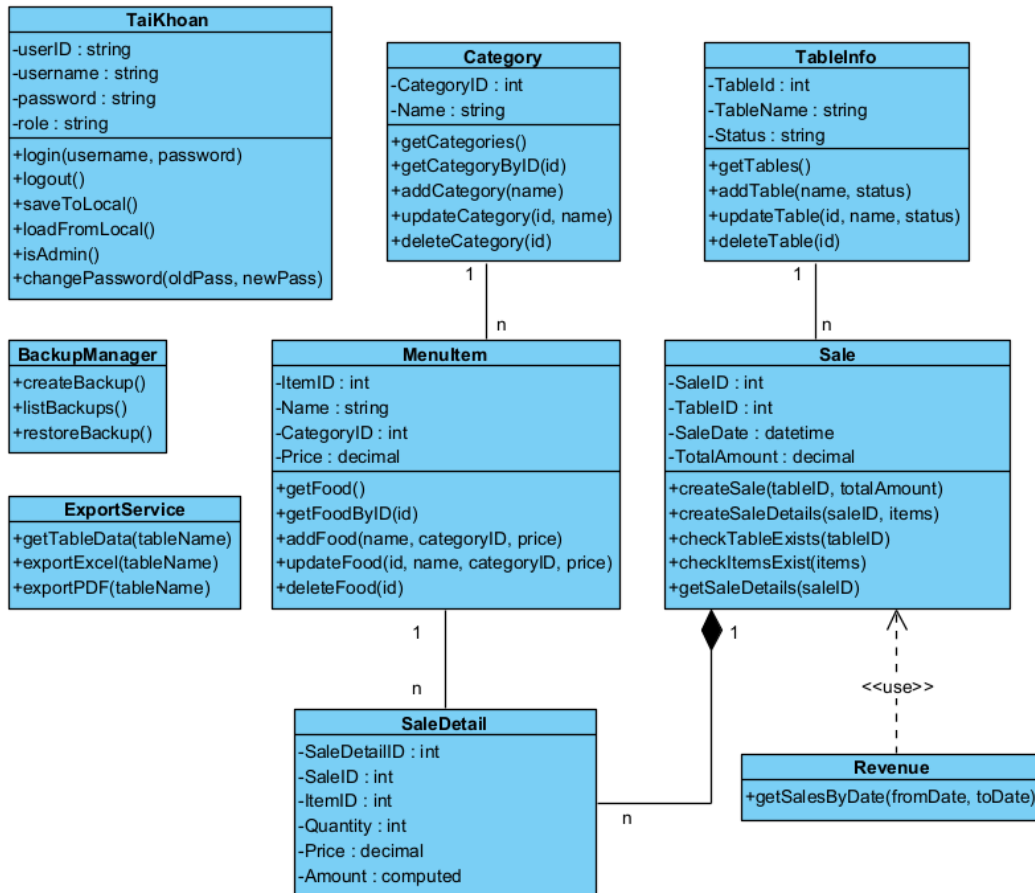 TaiKhoan
-userID : string
-username : string
-password : string
-role : string
+login(username, password)
+logout()
+saveToLocal()
+loadFromLocal()
+isAdmin()
+changePassword(oldPass, newPass)
Category
-CategoryID : int
-Name : string
+getCategories()
+getCategoryByID(id)
+addCategory(name)
+updateCategory(id, name)
+deleteCategory(id)
1
n
TableInfo
-TableId : int
-TableName : string
-Status : string
+getTables()
+addTable(name, status)
+updateTable(id, name, status)
+deleteTable(id)
1
n
BackupManager
+createBackup()
+listBackups()
+restoreBackup()
MenuItem
-ItemID : int
-Name : string
-CategoryID : int
-Price : decimal
+getFood()
+getFoodByID(id)
+addFood(name, categoryID, price)
+updateFood(id, name, categoryID, price)
+deleteFood(id)
1
n
Sale
-SaleID : int
-TableID : int
-SaleDate : datetime
-TotalAmount : decimal
+createSale(tableID, totalAmount)
+createSaleDetails(saleID, items)
+checkTableExists(tableID)
+checkItemsExist(items)
+getSaleDetails(saleID)
1
n
<<use>>
ExportService
+getTableData(tableName)
+exportExcel(tableName)
+exportPDF(tableName)
SaleDetail
-SaleDetailID : int
-SaleID : int
-ItemID : int
-Quantity : int
-Price : decimal
-Amount : computed
Revenue
+getSalesByDate(fromDate, toDate)